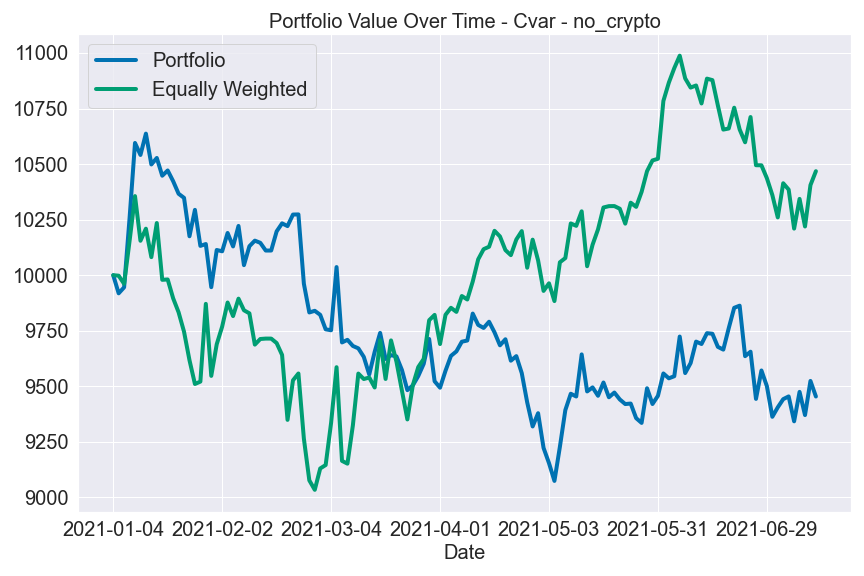 Portfolio Value Over Time - Cvar - no_crypto
Portfolio
Equally Weighted
11000
10750
10500
10250
10000
9750
9500
9250
9000
2021-01-04 2021-02-02 2021-03-04 2021-04-01 2021-05-03 2021-05-31 2021-06-29
Date